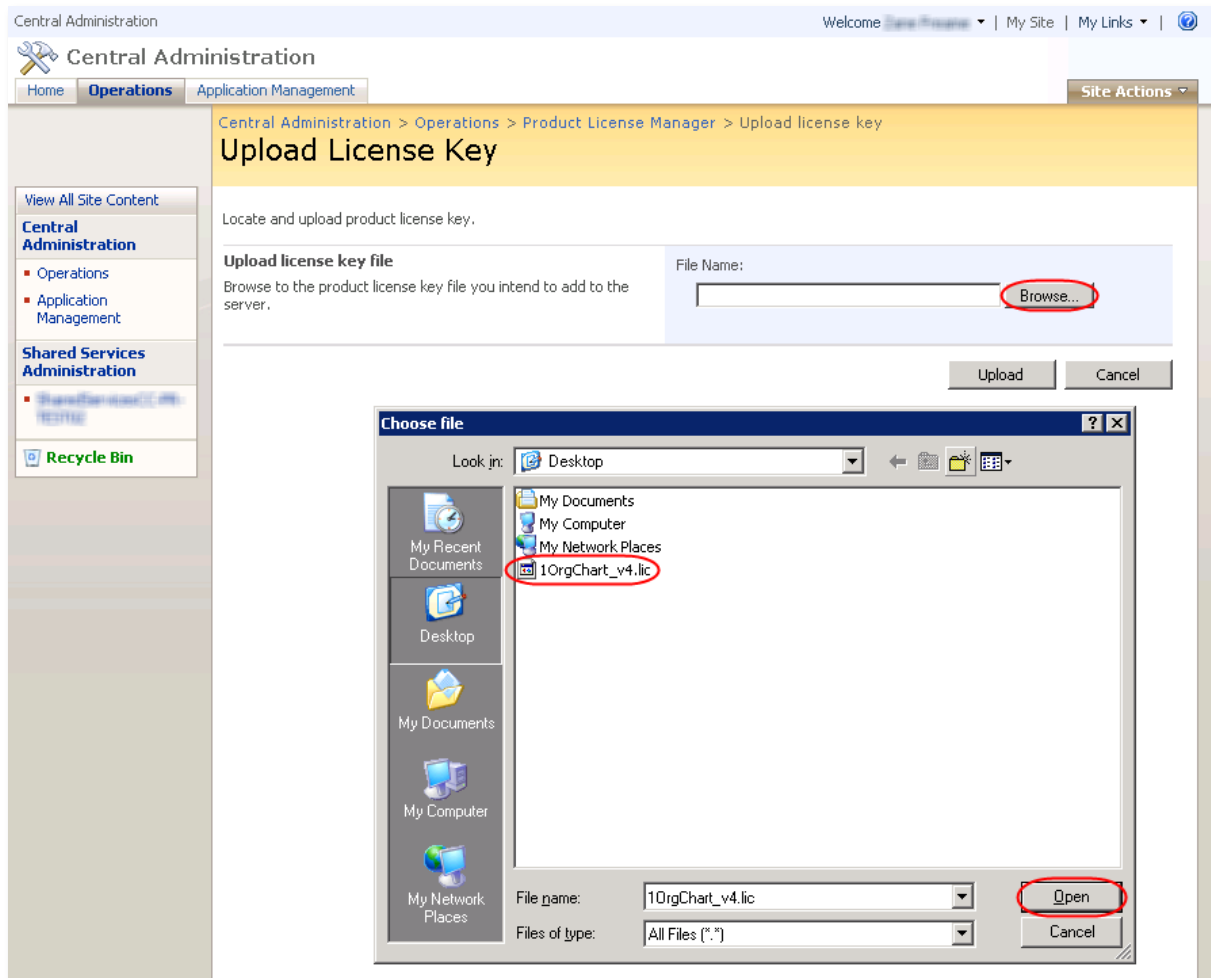 Central Administration
Welcome
My Site | My Links
Central Administration
Home
Operations
Application Management
Site Actions
Central Administration > Operations > Product License Manager > Upload license key
Upload License Key
View All Site Content
Central
Administration
Operations
Application
Management
Shared Services
Administration
Recycle Bin
Locate and upload product license key.
Upload license key file
Browse to the product license key file you intend to add to the
server.
File Name:
Browse...
Upload
Cancel
Choose file
Look in:
Desktop
My Recent
Documents
Desktop
My Documents
My Computer
My Network
Places
My Documents
My Computer
My Network Places
1OrgChart_v4.lic
File name:
1OrgChart_v4.lic
Open
Files of type:
All Files (*.*)
Cancel